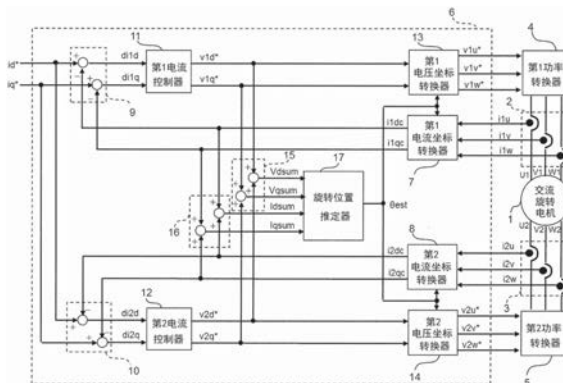 6
11
13
4
id*
iq*
di1d
di1q
第1电流
控制器
v1d*
v1q*
第1
电压坐标
转换器
v1u*
v1v*
v1w*
第1功率
转换器
9
2
i1dc
i1qc
第1
电流坐标
转换器
i1u
i1v
i1w
7
U1
V1
W1
15
17
Vdsum
Vqsum
Idsum
Iqsum
旋转位置
推定器
θest
16
1
交流
旋转
电机
8
U2
V2
W2
i2dc
i2qc
第2
电流坐标
转换器
i2u
i2v
i2w
3
12
di2d
di2q
第2电流
控制器
v2d*
v2q*
第2
电压坐标
转换器
v2u*
v2v*
v2w*
第2功率
转换器
10
14
5